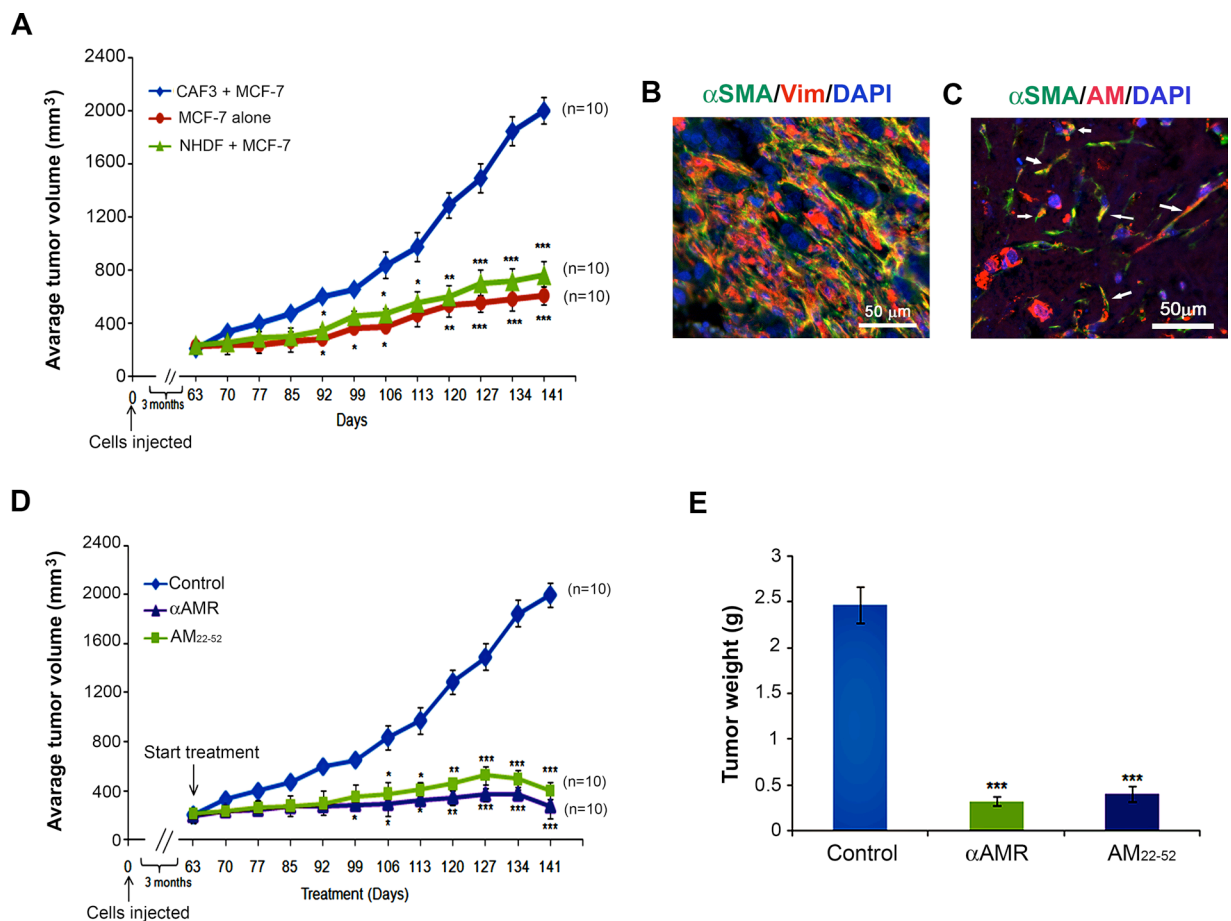 A
2400
2000
1600
1200
800
400
0
Avarage tumor volume (mm³)
CAF3 + MCF-7
MCF-7 alone
NHDF + MCF-7
(n=10)
(n=10)
(n=10)
*** 
***
***
**
*
*
*
*
*
*
**
***
***
***
0
3 months
63 70 77 85 92 99 106 113 120 127 134 141
Days
Cells injected
B
αSMA/Vim/DAPI
50 µm
C
αSMA/AM/DAPI
50µm
D
2400
2000
1600
1200
800
400
0
Avarage tumor volume (mm³)
Control
αAMR
AM22-52
Start treatment
(n=10)
(n=10)
(n=10)
* * ** *** *** ***
* * * ** *** *** ***
0
3 months
63 70 77 85 92 99 106 113 120 127 134 141
Treatment (Days)
Cells injected
E
3
2.5
2
1.5
1
0.5
0
Tumor weight (g)
*** ***
Control αAMR AM22-52